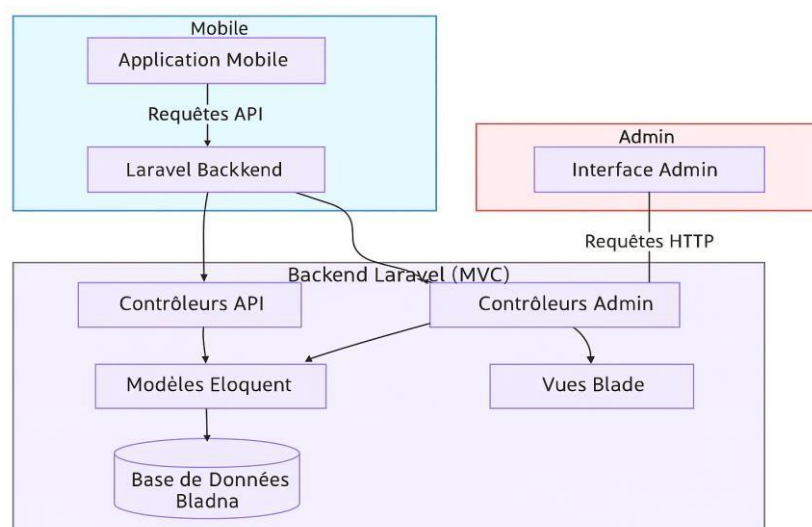 Mobile
Application Mobile
Requêtes API
Laravel Backkend
Admin
Interface Admin
Requêtes HTTP
Backend Laravel (MVC)
Contrôleurs API
Contrôleurs Admin
Modèles Eloquent
Vues Blade
Base de Données
Bladna